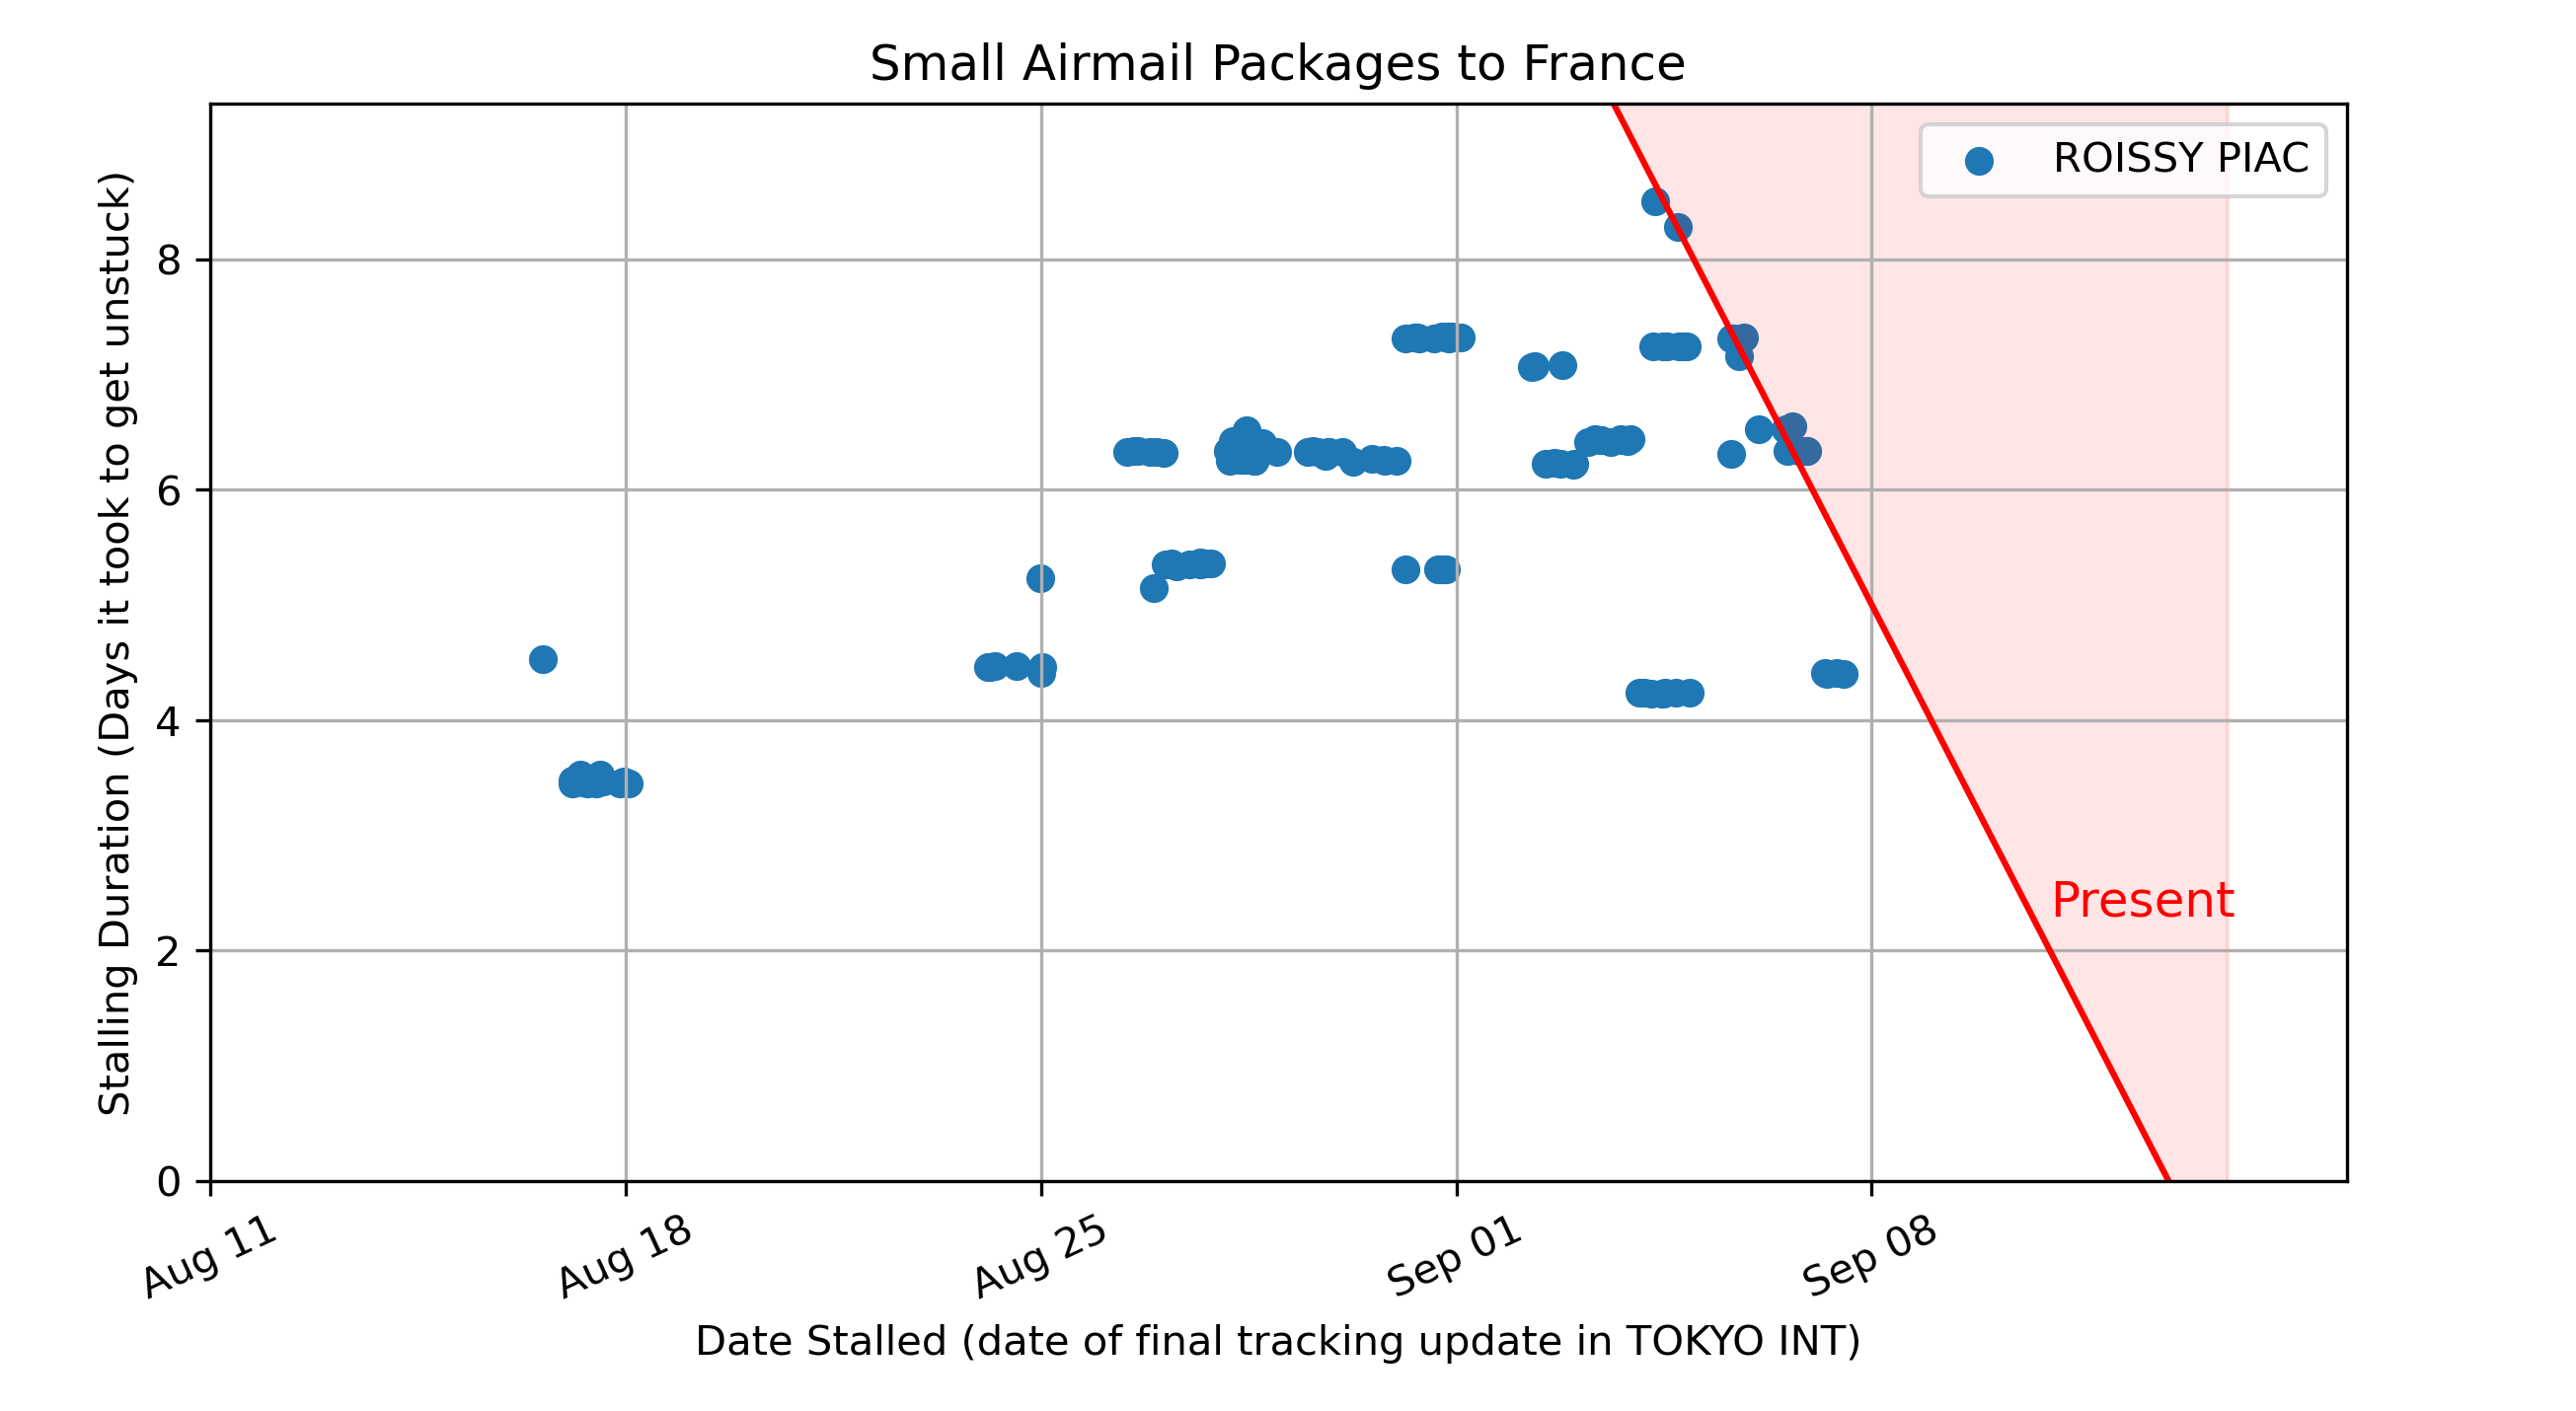 Small Airmail Packages to France
ROISSY PIAC
Stalling Duration (Days it took to get unstuck)
8
6
4
2
0
Present
Aug 11
Aug 18
Aug 25
Sep 01
Sep 08
Date Stalled (date of final tracking update in TOKYO INT)